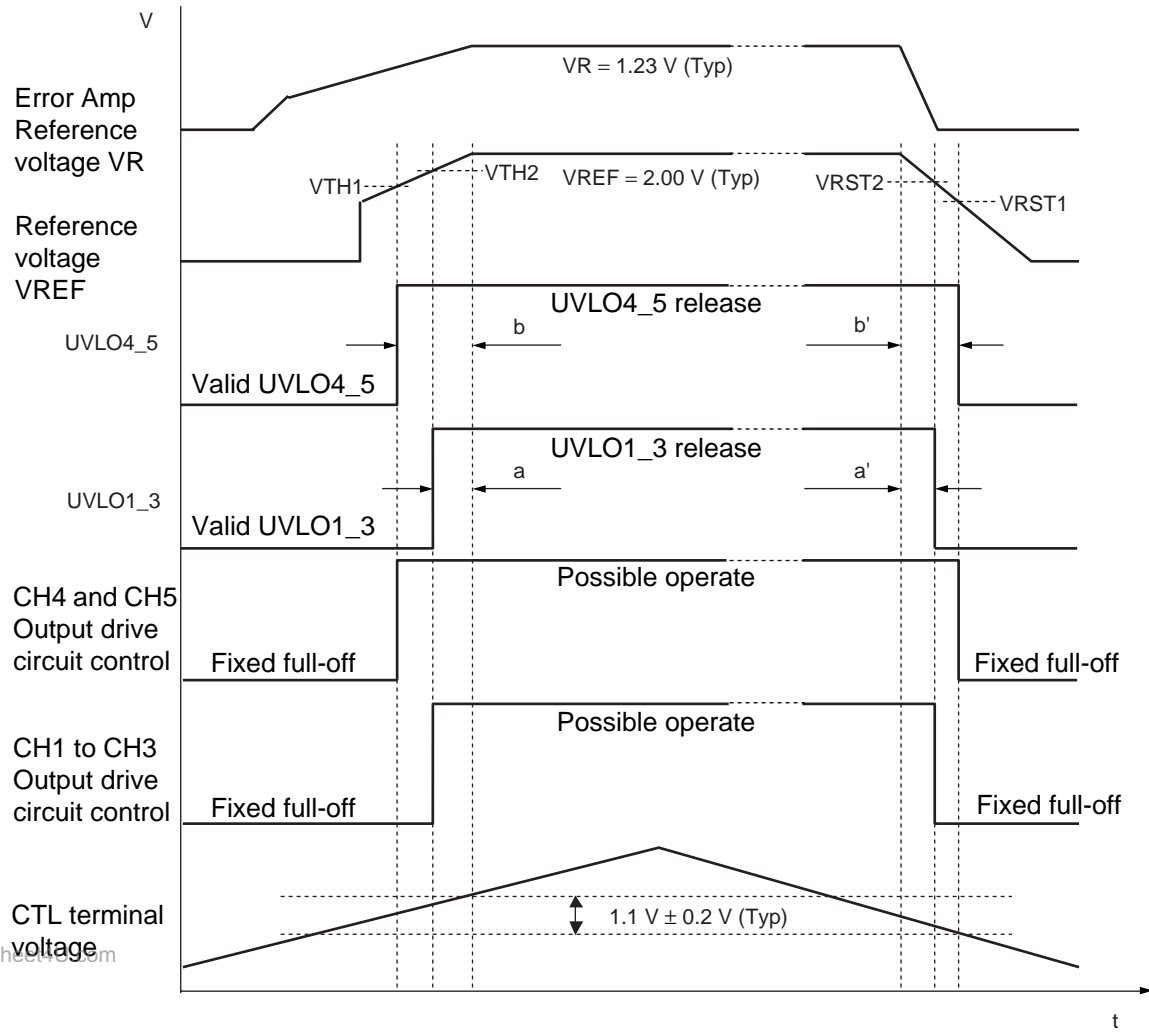 V
VR = 1.23 V (Typ)
Error Amp
Reference
voltage VR
VTH1
VTH2
VREF = 2.00 V (Typ)
VRST2
VRST1
Reference
voltage
VREF
UVLO4_5 release
b
b'
UVLO4_5
Valid UVLO4_5
UVLO1_3 release
a
a'
UVLO1_3
Valid UVLO1_3
Possible operate
CH4 and CH5
Output drive
circuit control
Fixed full-off
Fixed full-off
Possible operate
CH1 to CH3
Output drive
circuit control
Fixed full-off
Fixed full-off
CTL terminal
voltage
1.1 V ± 0.2 V (Typ)
t